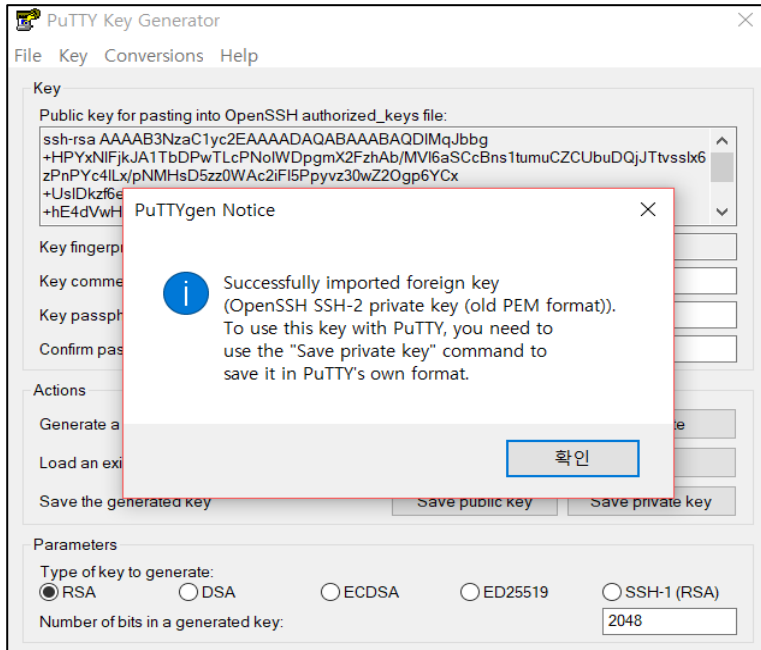 PuTTY Key Generator
File Key Conversions Help
Key
Public key for pasting into OpenSSH authorized_keys file:
ssh-rsa AAAAB3NzaC1yc2EAAAADAQABAAABAQDIMqJbbg
+HPYxNIFjkJA1TbDPwTLcPNolWDpgmX2FzhAb/MVl6aSCcBns1tumuCZCUbuDQjJTtvsslx6
zPnPYc4lLx/pNMHsD5zz0WAc2iFl5Ppyvz30wZ2Ogp6YCx
+UsIDkzf6e
+hE4dVwH
PuTTYgen Notice
Successfully imported foreign key
(OpenSSH SSH-2 private key (old PEM format)).
To use this key with PuTTY, you need to
use the "Save private key" command to
save it in PuTTY's own format.
확인
Key fingerp
Key comme
Key passph
Confirm pas
Actions
Generate a
Load an exi
Save the generated key Save public key Save private key
Parameters
Type of key to generate:
RSA DSA ECDSA ED25519 SSH-1 (RSA)
Number of bits in a generated key: 2048